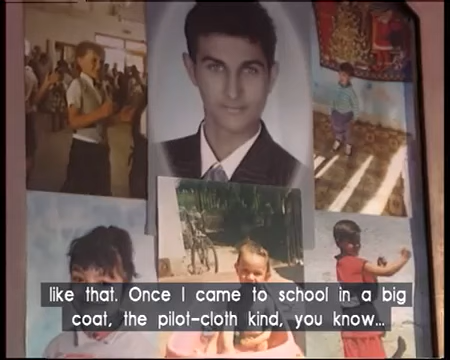 like that. Once I came to school in a big
coat, the pilot-cloth kind, you know...